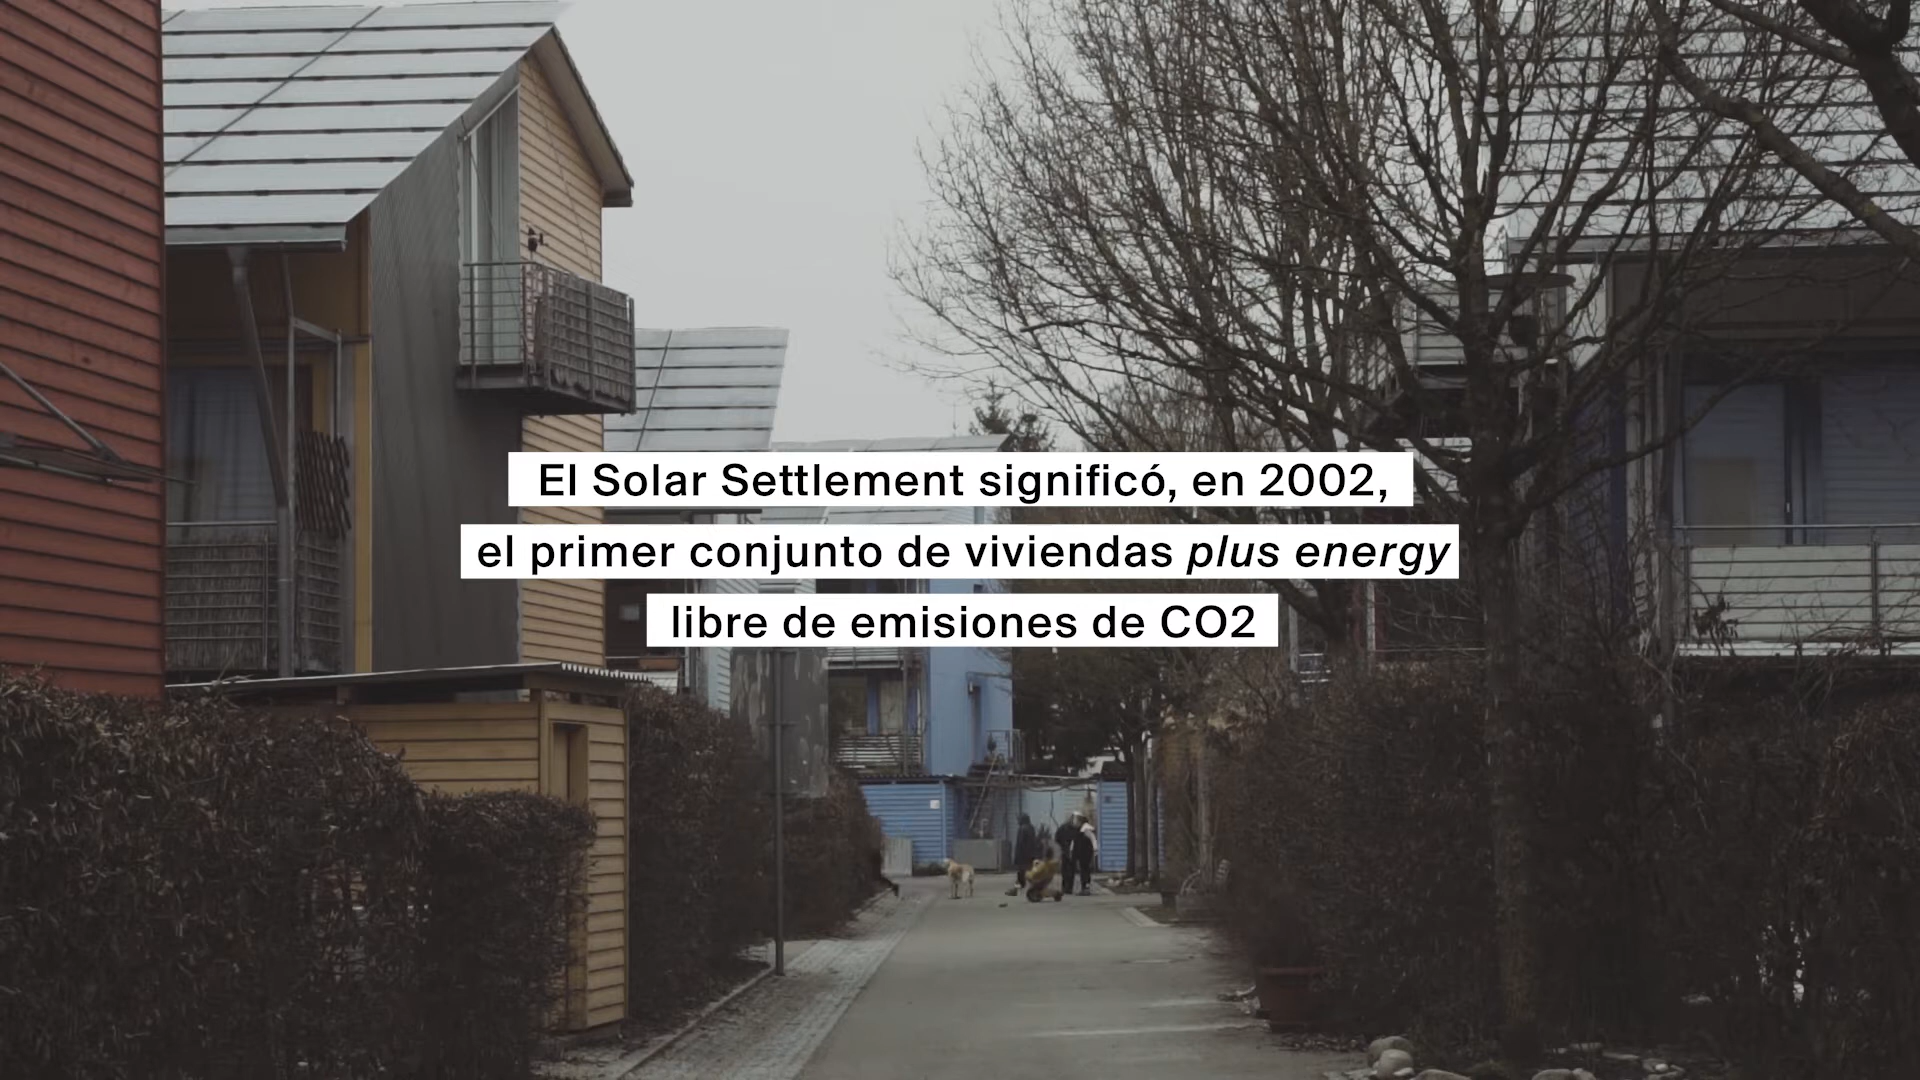 El Solar Settlement significó, en 2002,
el primer conjunto de viviendas plus energy
libre de emisiones de CO2